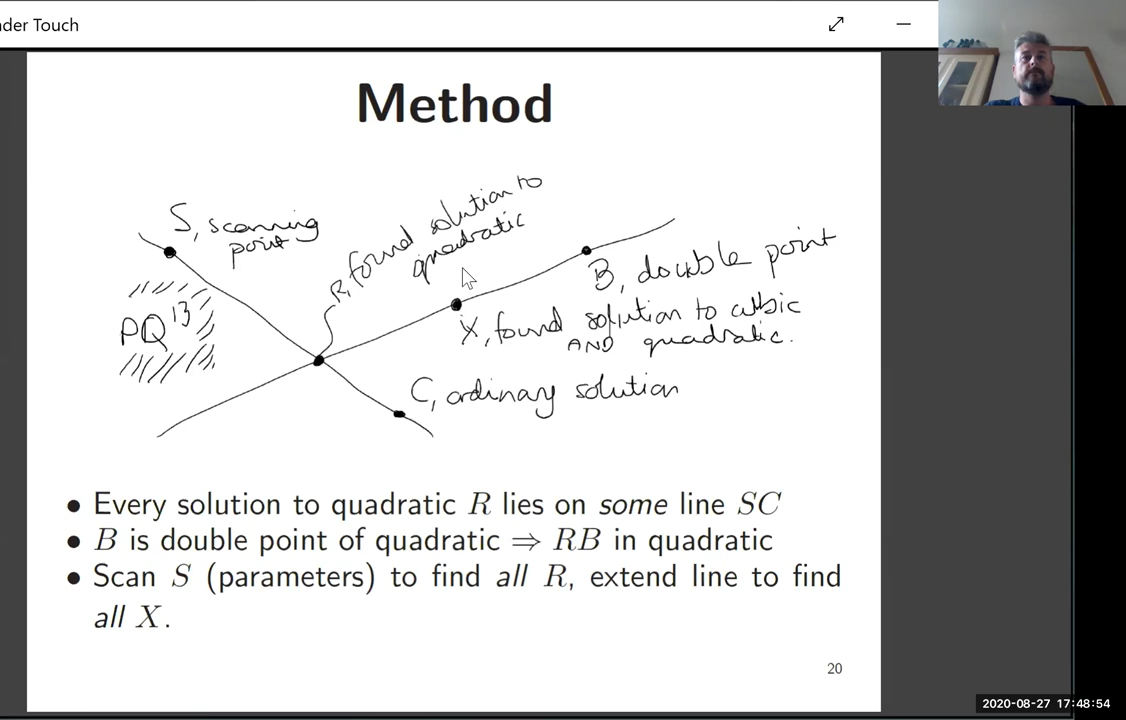 nder Touch
Method
S, scanning
point
R, found solution to
quadratic
B, double point
PQ^13
X, found solution to cubic
AND quadratic.
C, ordinary solution
• Every solution to quadratic R lies on some line SC
• B is double point of quadratic ⇒ RB in quadratic
• Scan S (parameters) to find all R, extend line to find
all X.
20
2020-08-27 17:48:54